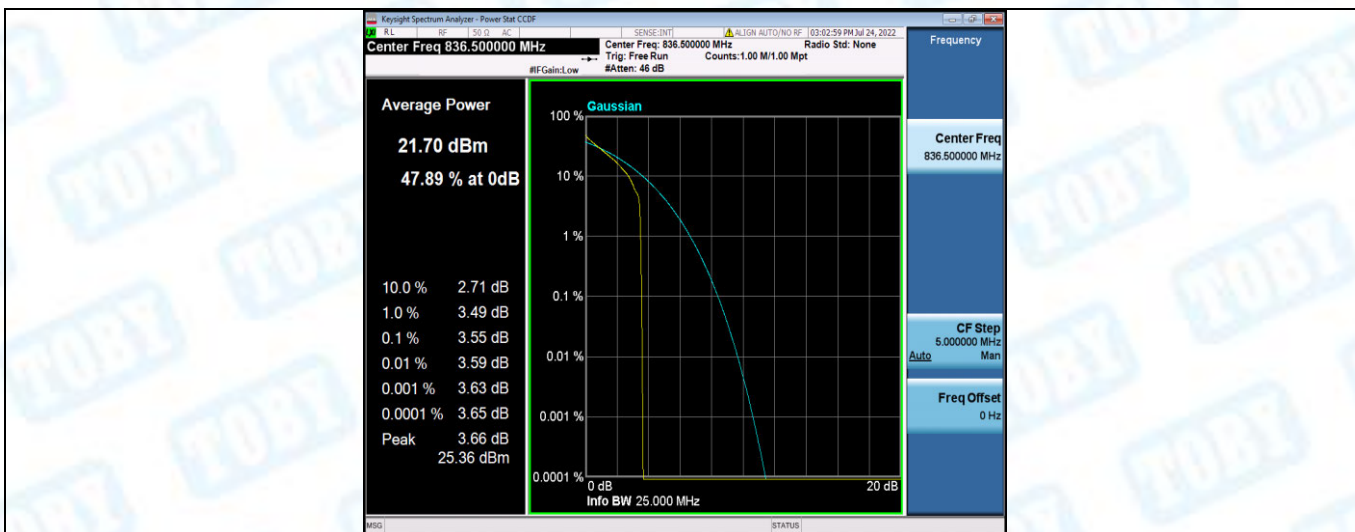 Keysight Spectrum Analyzer - Power Stat CCDF
RL RF 50 Ω AC SENSE:INT ALIGN AUTO/NO RF 03:02:59 PM Jul 24, 2022
Center Freq 836.500000 MHz
Center Freq: 836.500000 MHz Radio Std: None
Trig: Free Run Counts:1.00 M/1.00 Mpt
#IFGain:Low #Atten: 46 dB
Frequency
Average Power
21.70 dBm
47.89 % at 0dB
10.0 % 2.71 dB
1.0 % 3.49 dB
0.1 % 3.55 dB
0.01 % 3.59 dB
0.001 % 3.63 dB
0.0001 % 3.65 dB
Peak 3.66 dB
25.36 dBm
Gaussian
100 %
10 %
1 %
0.1 %
0.01 %
0.001 %
0.0001 %
0 dB 20 dB
Info BW 25.000 MHz
Center Freq
836.500000 MHz
CF Step
5.000000 MHz
Auto Man
Freq Offset
0 Hz
MSG STATUS
TOBY
TOBY
TOBY
TOBY
TOBY
TOBY